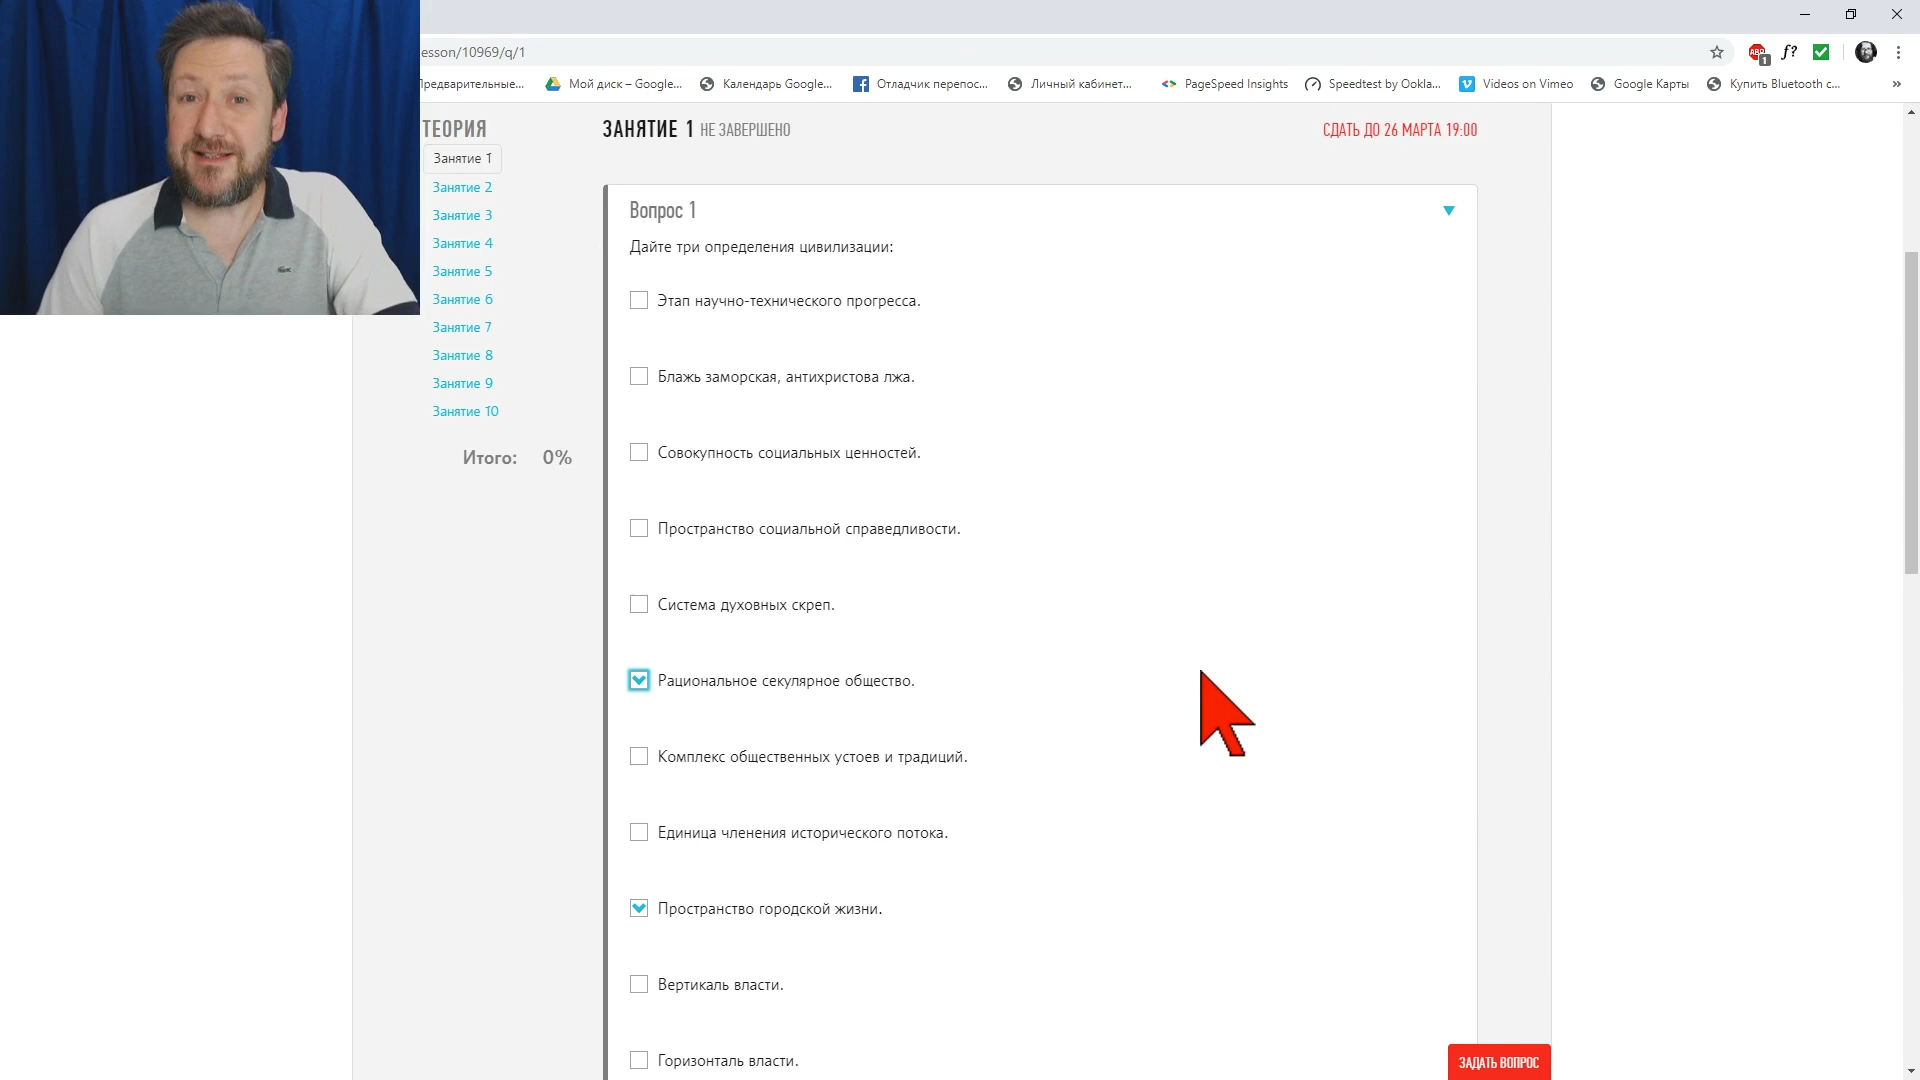 esson/10969/q/1
ABP 1 f?
Предварительные... Мой диск – Google... Календарь Google... Отладчик перепос... Личный кабинет... PageSpeed Insights Speedtest by Ookla... Videos on Vimeo Google Карты Купить Bluetooth с... »
ТЕОРИЯ
Занятие 1
Занятие 2
Занятие 3
Занятие 4
Занятие 5
Занятие 6
Занятие 7
Занятие 8
Занятие 9
Занятие 10
Итого: 0%
ЗАНЯТИЕ 1 НЕ ЗАВЕРШЕНО
СДАТЬ ДО 26 МАРТА 19:00
Вопрос 1
Дайте три определения цивилизации:
Этап научно-технического прогресса.
Блажь заморская, антихристова лжа.
Совокупность социальных ценностей.
Пространство социальной справедливости.
Система духовных скреп.
Рациональное секулярное общество.
Комплекс общественных устоев и традиций.
Единица членения исторического потока.
Пространство городской жизни.
Вертикаль власти.
Горизонталь власти.
ЗАДАТЬ ВОПРОС